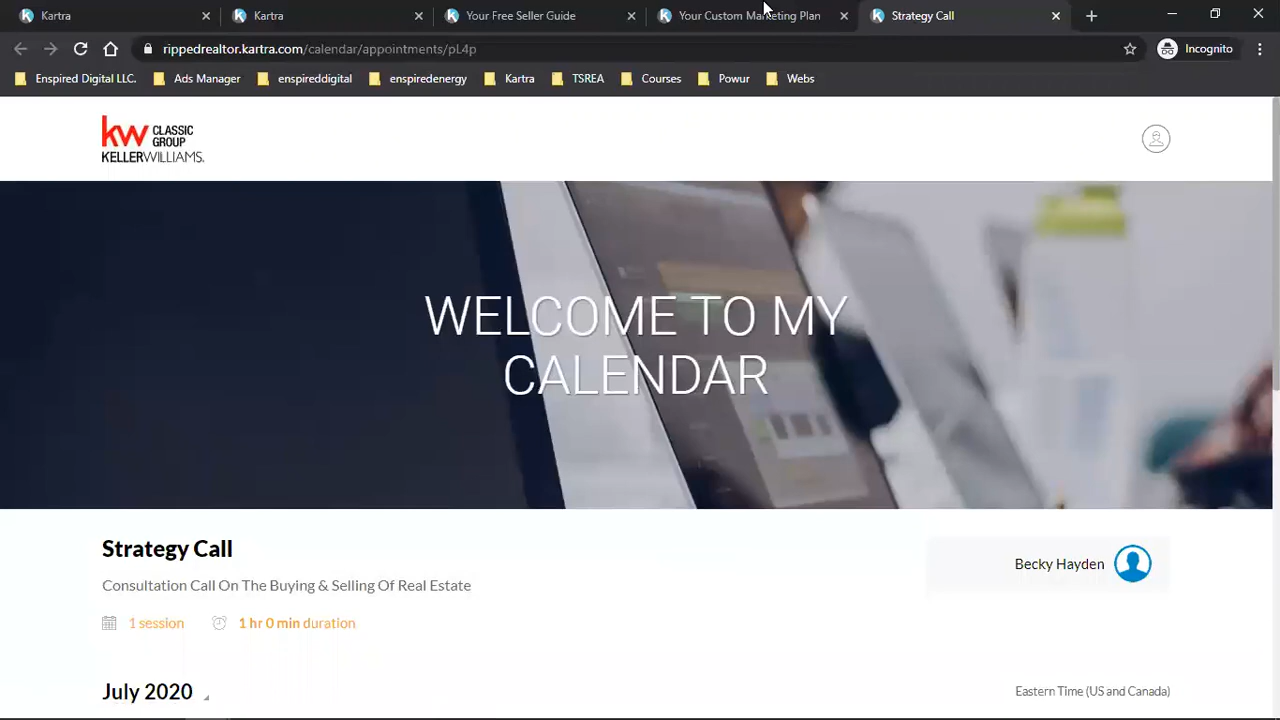 Kartra
Kartra
Your Free Seller Guide
Your Custom Marketing Plan
Strategy Call
rippedrealtor.kartra.com/calendar/appointments/pL4p
Incognito
Enspired Digital LLC.
Ads Manager
enspireddigital
enspiredenergy
Kartra
TSREA
Courses
Powur
Webs
kw CLASSIC
GROUP
KELLERWILLIAMS.
WELCOME TO MY
CALENDAR
Strategy Call
Becky Hayden
Consultation Call On The Buying & Selling Of Real Estate
1 session
1 hr 0 min duration
July 2020
Eastern Time (US and Canada)